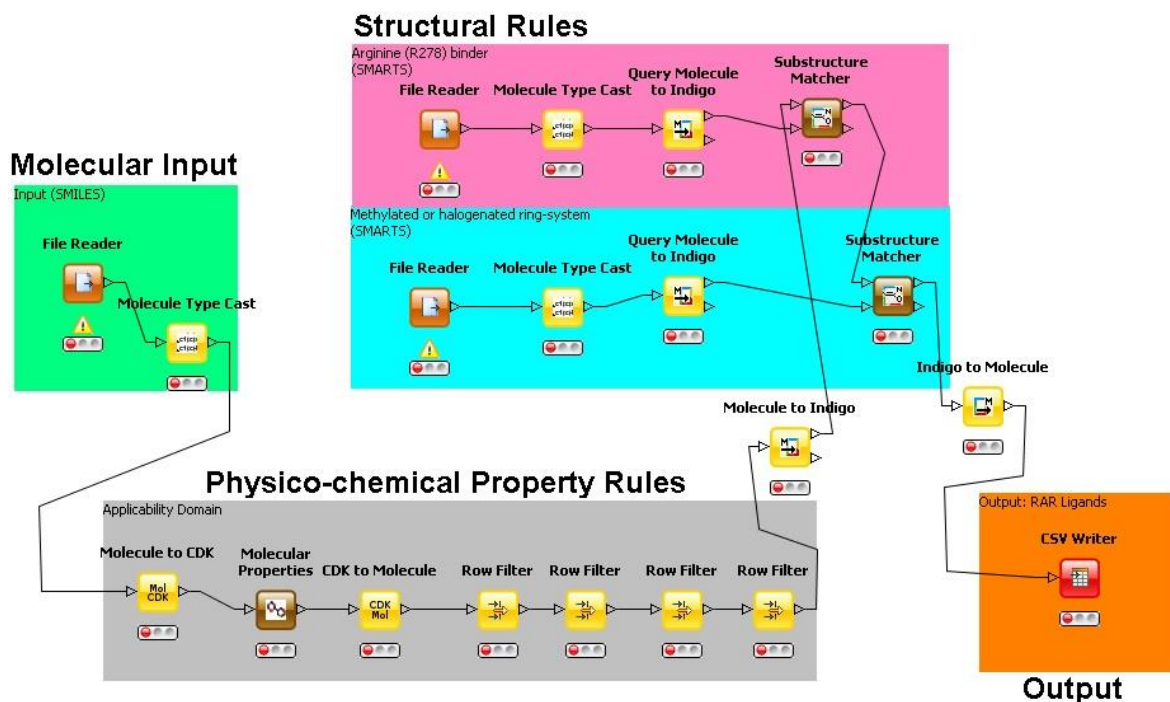 Structural Rules
Arginine (R278) binder
(SMARTS)
File Reader
Molecule Type Cast
Query Molecule
to Indigo
Substructure
Matcher
Molecular Input
Input (SMILES)
File Reader
Molecule Type Cast
Methylated or halogenated ring-system
(SMARTS)
File Reader
Molecule Type Cast
Query Molecule
to Indigo
Substructure
Matcher
Indigo to Molecule
Molecule to Indigo
Physico-chemical Property Rules
Applicability Domain
Molecule to CDK
Mol
CDK
Molecular
Properties
CDK to Molecule
CDK
Mol
Row Filter
Row Filter
Row Filter
Row Filter
Output: RAR Ligands
CSV Writer
Output